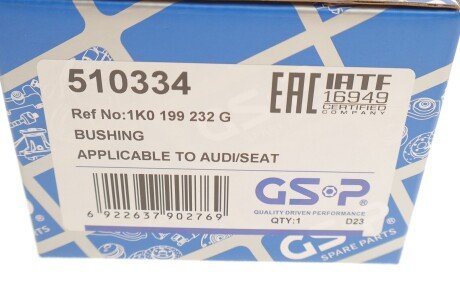 510334
EAC IATF
16949
CERTIFIED
COMPANY
Ref No:1K0 199 232 G
BUSHING
APPLICABLE TO AUDI/SEAT
GSP
QUALITY DRIVEN PERFORMANCE
QTY:1 D23
6 922637 902769
GSP
SPARE PARTS